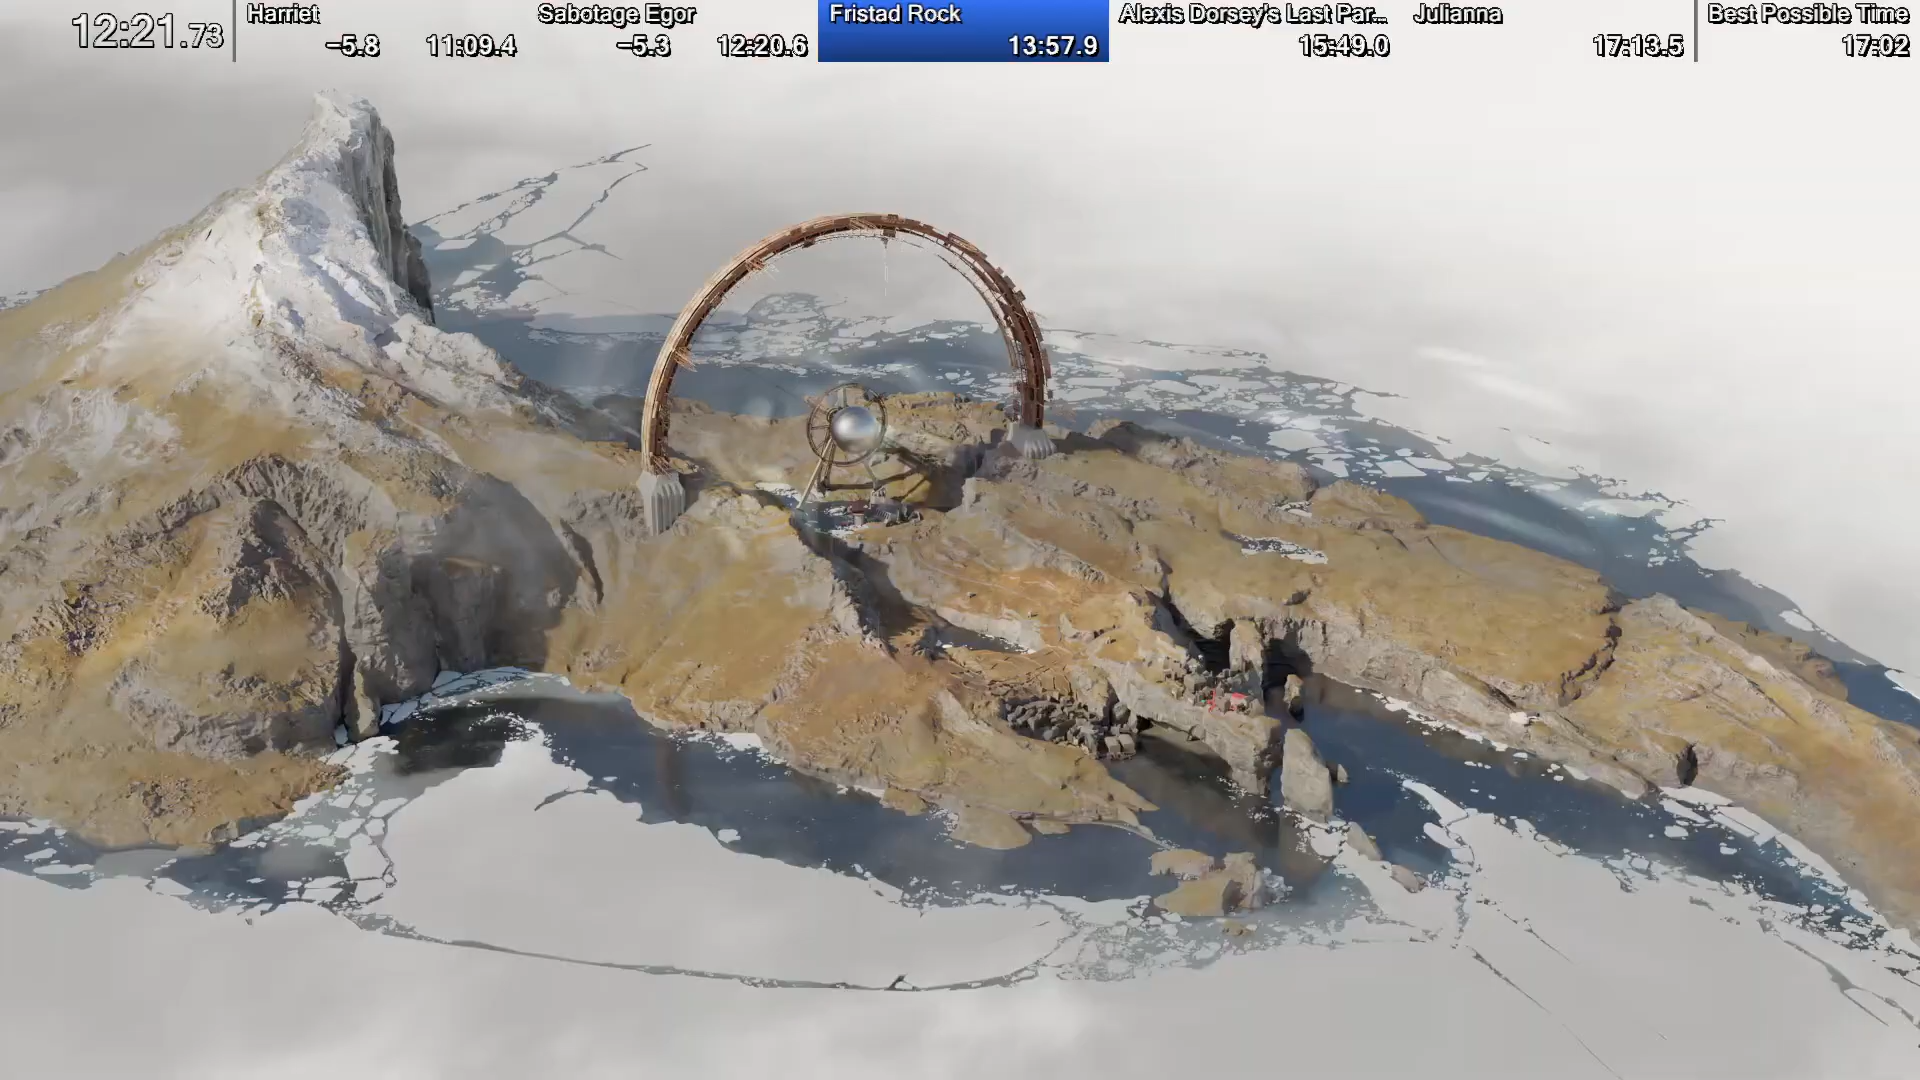 12:21.73
Harriet
-5.8 11:09.4
Sabotage Egor
-5.3 12:20.6
Fristad Rock
13:57.9
Alexis Dorsey's Last Par...
15:49.0
Julianna
17:13.5
Best Possible Time
17:02